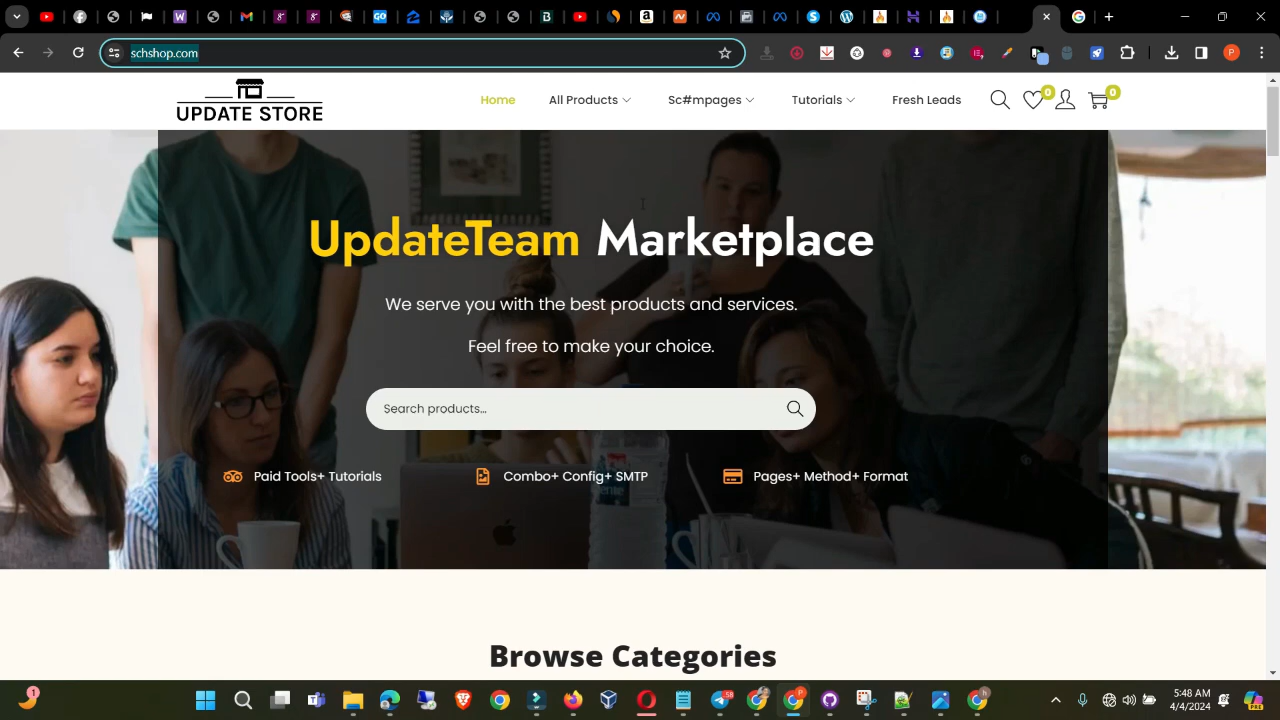 schshop.com
UPDATE STORE
Home
All Products
Sc#mpages
Tutorials
Fresh Leads
0
0
UpdateTeam Marketplace
We serve you with the best products and services.
Feel free to make your choice.
Search products...
Paid Tools+ Tutorials
Combo+ Config+ SMTP
Pages+ Method+ Format
Browse Categories
1
58
5:48 AM
4/4/2024